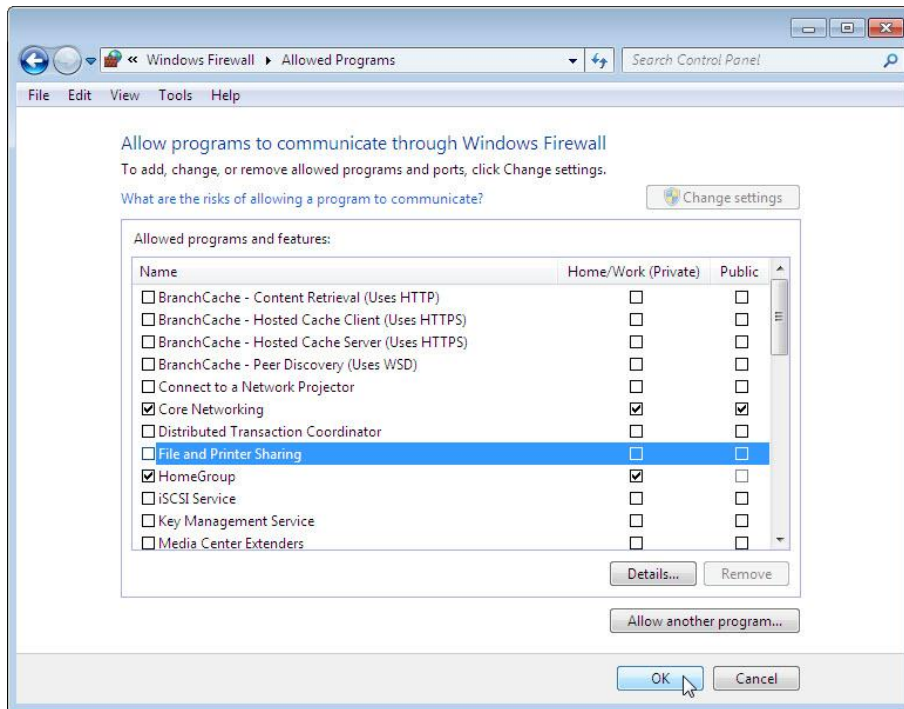 « Windows Firewall ▸ Allowed Programs Search Control Panel
File Edit View Tools Help
Allow programs to communicate through Windows Firewall
To add, change, or remove allowed programs and ports, click Change settings.
What are the risks of allowing a program to communicate? Change settings
Allowed programs and features:
Name Home/Work (Private) Public
BranchCache - Content Retrieval (Uses HTTP)
BranchCache - Hosted Cache Client (Uses HTTPS)
BranchCache - Hosted Cache Server (Uses HTTPS)
BranchCache - Peer Discovery (Uses WSD)
Connect to a Network Projector
Core Networking
Distributed Transaction Coordinator
File and Printer Sharing
HomeGroup
iSCSI Service
Key Management Service
Media Center Extenders
Details... Remove
Allow another program...
OK Cancel